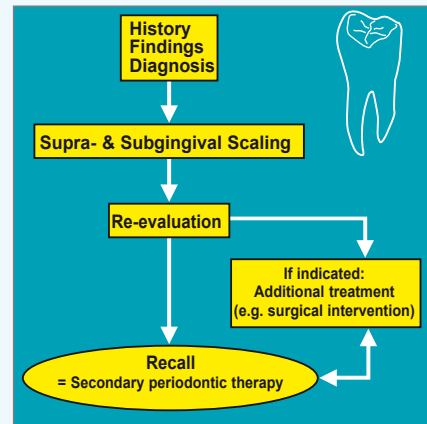 History
Findings
Diagnosis
Supra- & Subgingival Scaling
Re-evaluation
If indicated:
Additional treatment
(e.g. surgical intervention)
Recall
= Secondary periodontic therapy